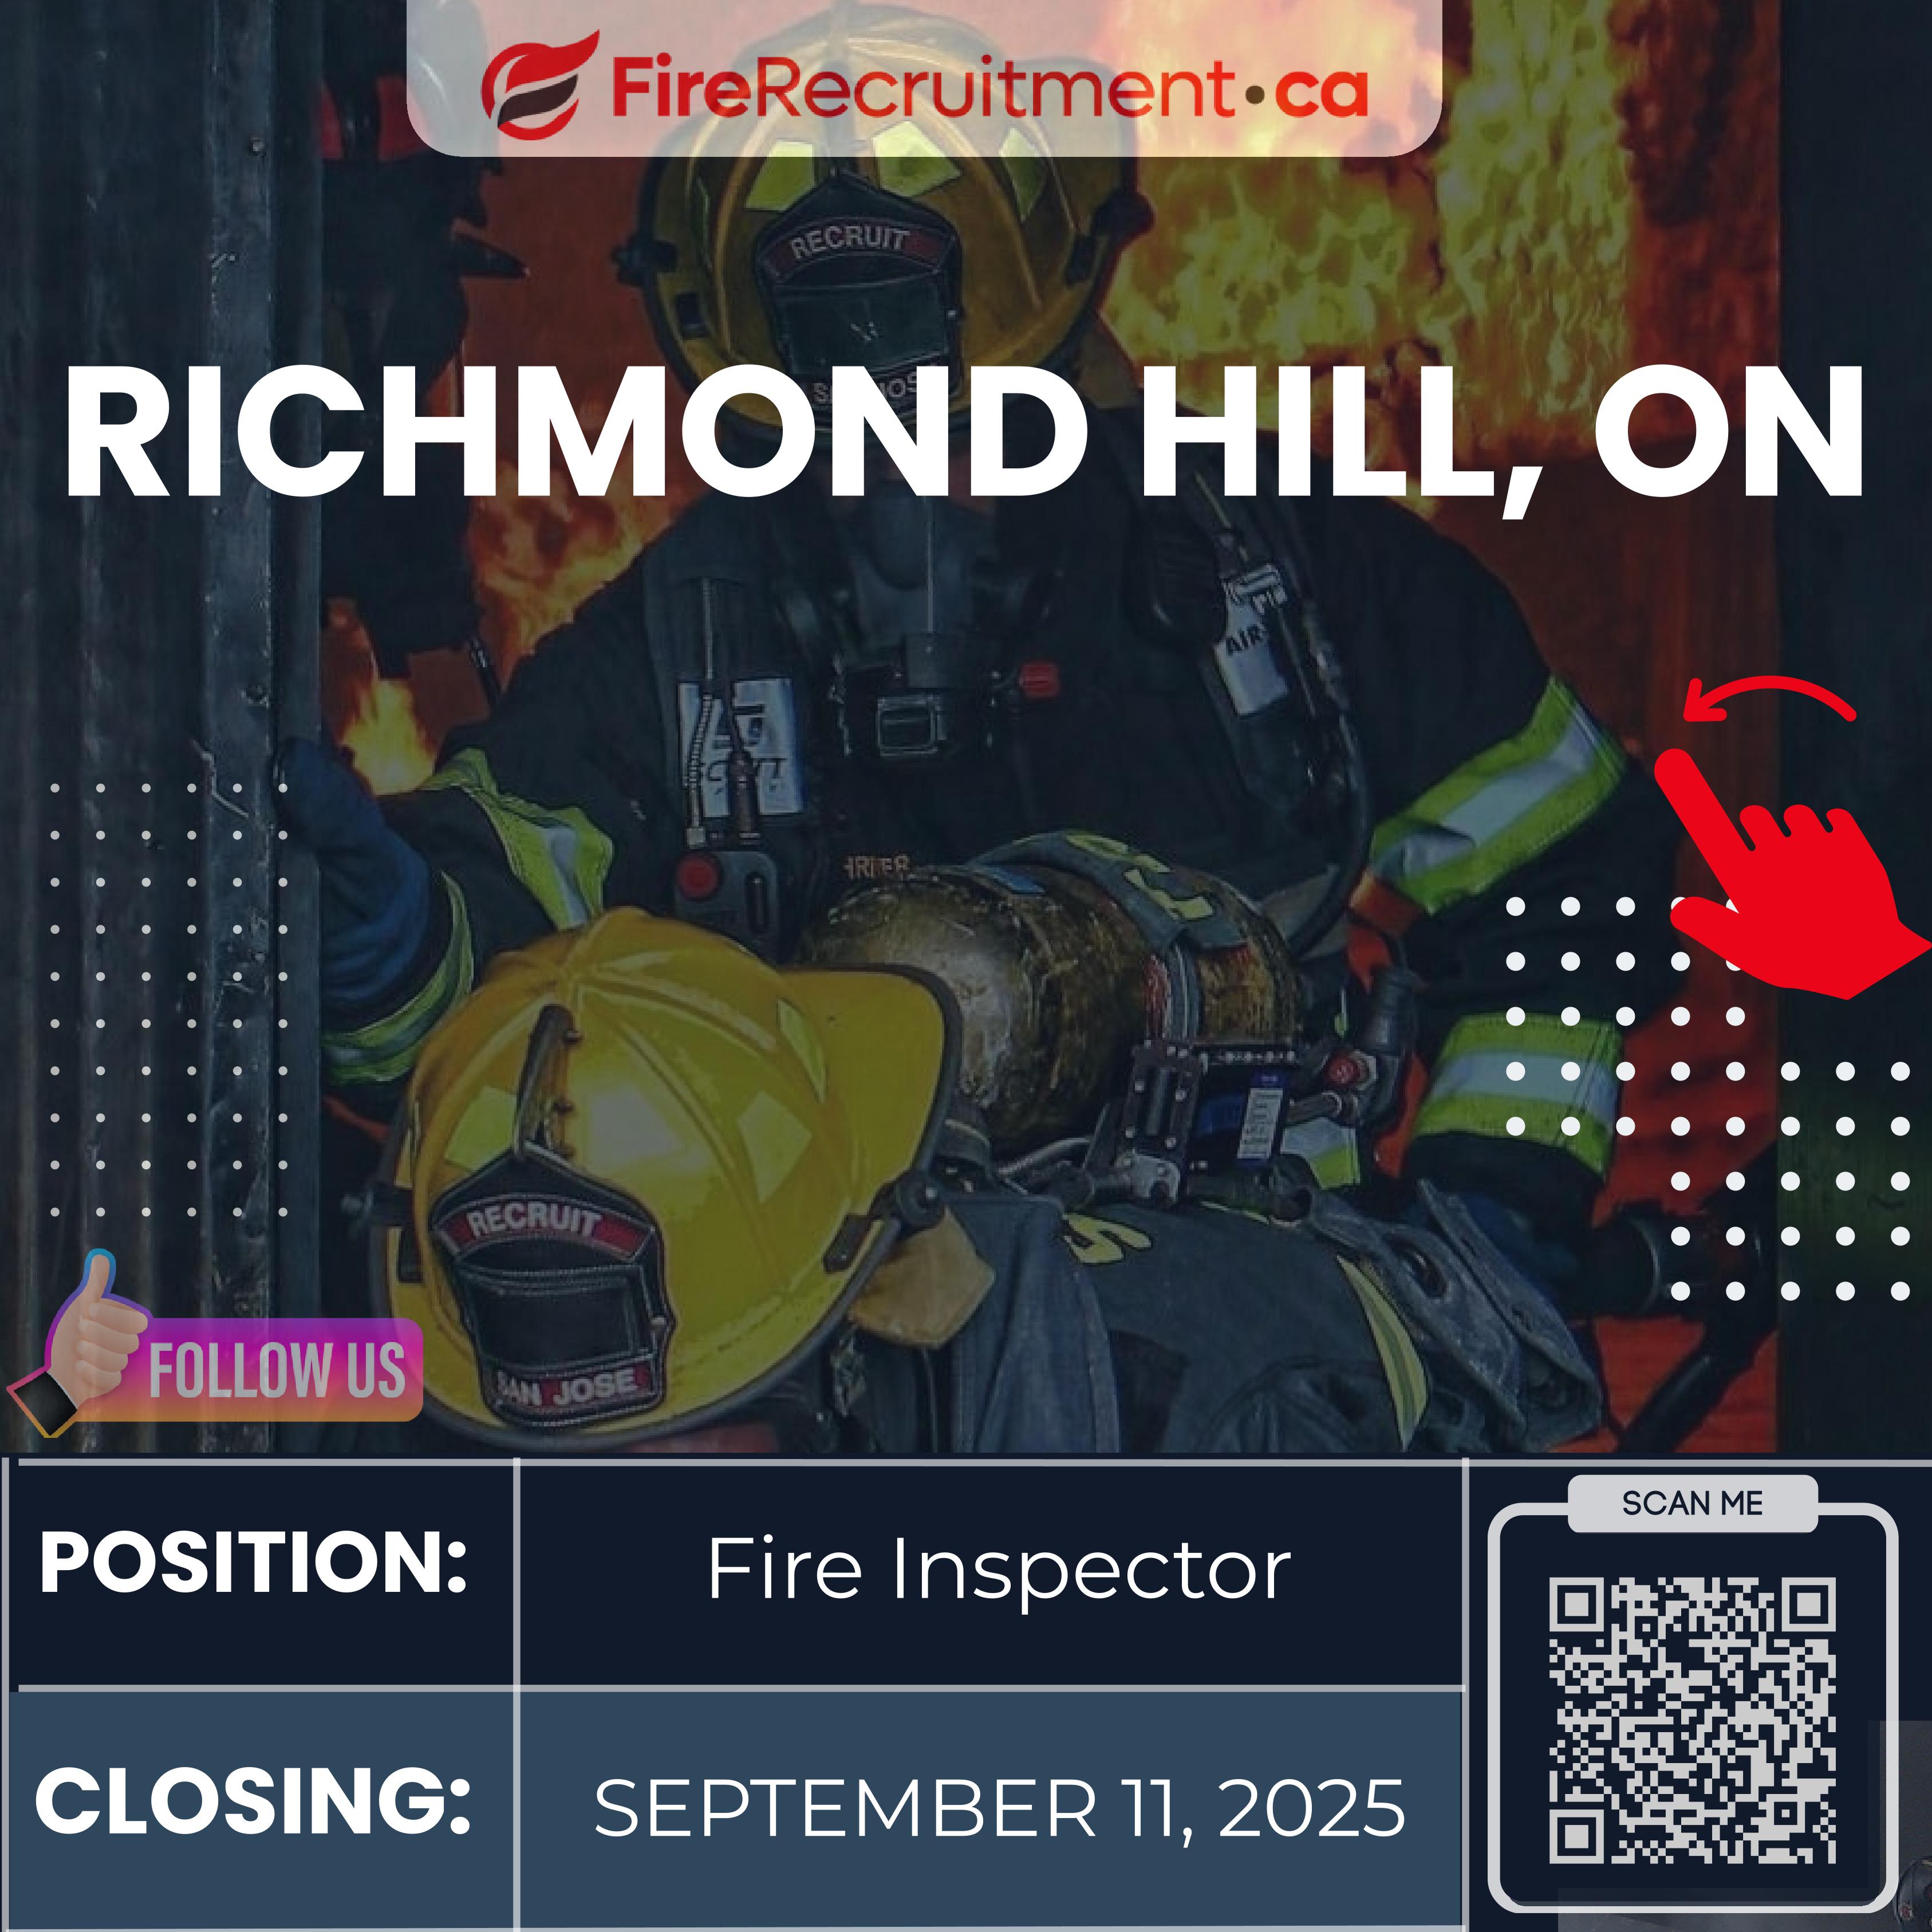 FireRecruitment.ca
RECRUIT
RICHMOND HILL, ON
AIR
RECRUIT
SAN JOSE
FOLLOW US
POSITION:
Fire Inspector
SCAN ME
CLOSING:
SEPTEMBER 11, 2025